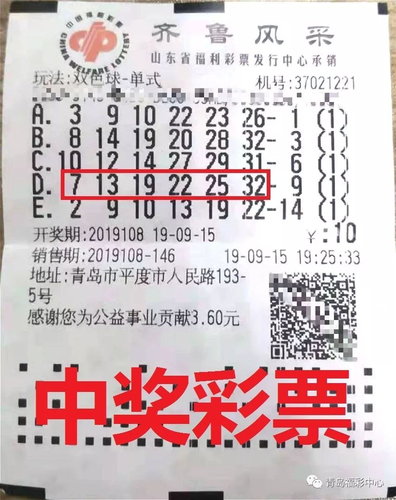 中国福利彩票
CHINA WELFARE LOTTERY
齐鲁风采
山东省福利彩票发行中心承销
玩法:双色球-单式 机号:37021221
A. 3 9 10 22 23 26- 1 (1)
B. 8 14 19 20 28 32- 3 (1)
C. 10 12 14 27 29 31- 6 (1)
D. 7 13 19 22 25 32- 9 (1)
E. 2 9 10 13 19 22-14 (1)
开奖期:2019108 19-09-15 ¥:10
销售期:2019108-146 19-09-15 19:25:33
地址:青岛市平度市人民路193-
5号
感谢您为公益事业贡献3.60元
中奖彩票
青岛福彩中心